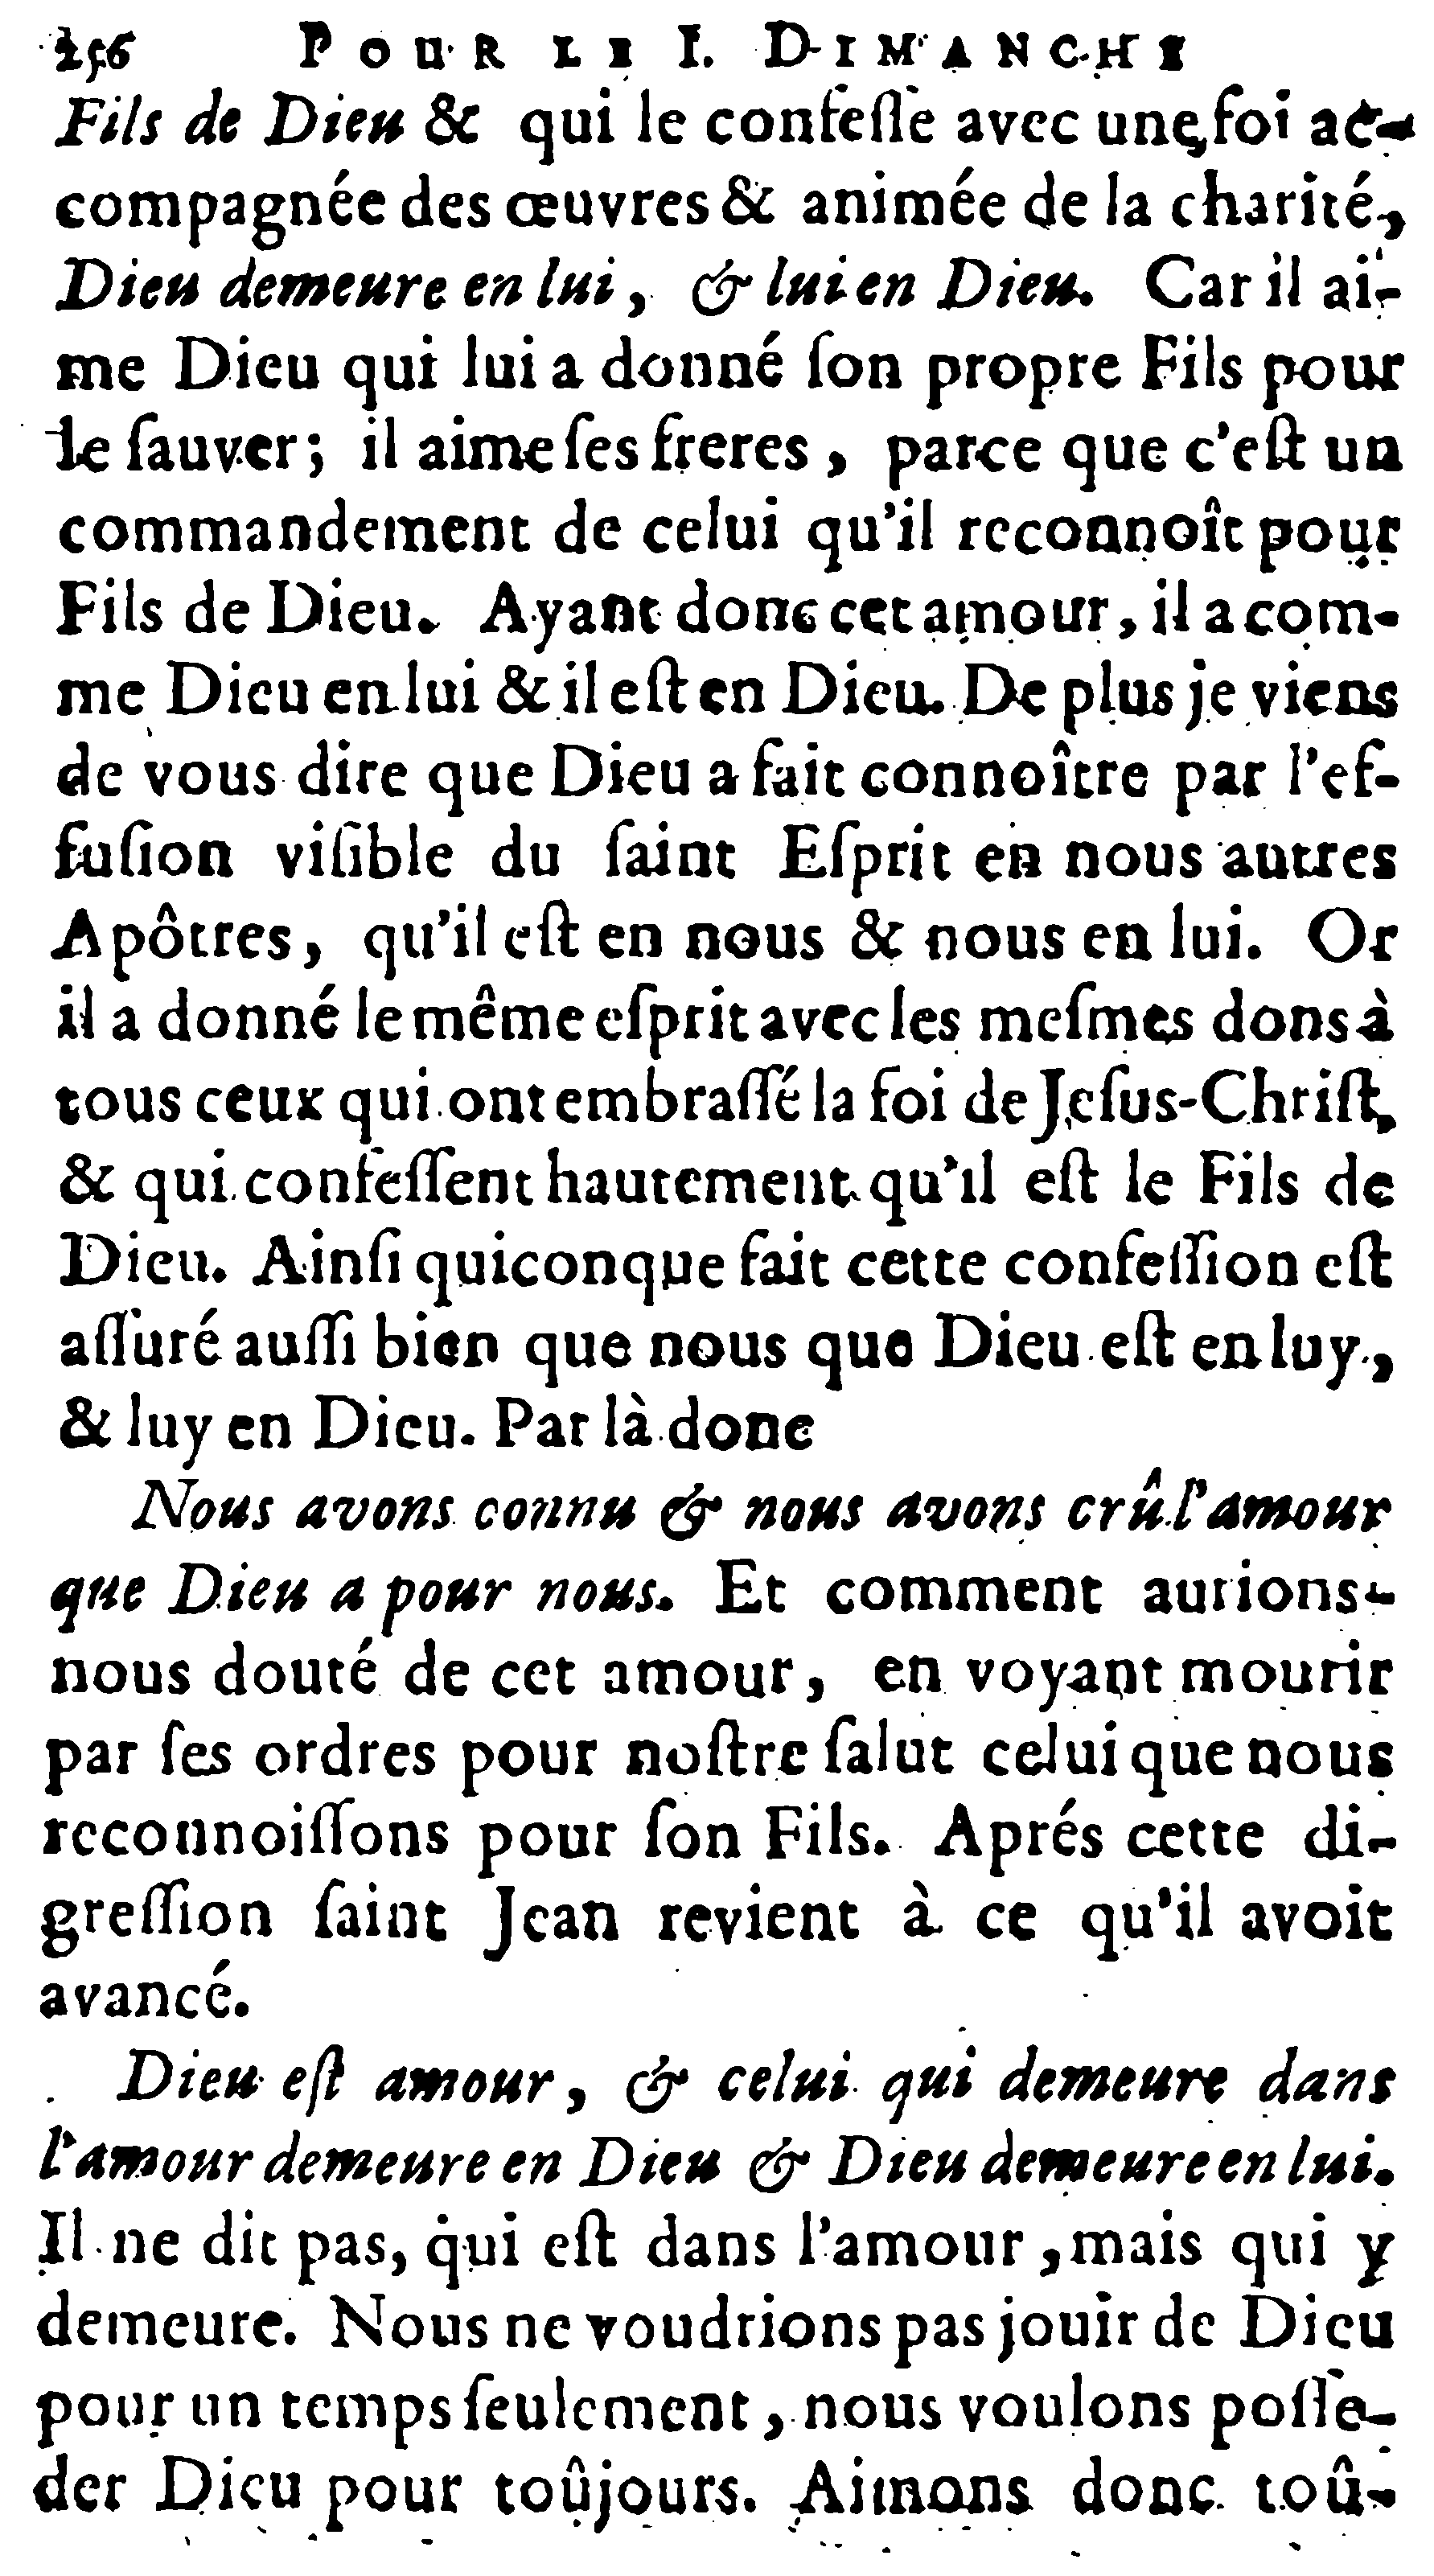 256 POUR LE I. DIMANCHE
Fils de Dieu & qui le confeſſe avec une foi ac-
compagnée des œuvres & animée de la charité,
Dieu demeure en lui, & lui en Dieu. Car il ai-
me Dieu qui lui a donné ſon propre Fils pour
le ſauver; il aime ſes freres, parce que c'eſt un
commandement de celui qu'il reconnoît pour
Fils de Dieu. Ayant donc cet amour, il a com-
me Dieu en lui & il eſt en Dieu. De plus je viens
de vous dire que Dieu a fait connoître par l'ef-
fuſion viſible du ſaint Eſprit en nous autres
Apôtres, qu'il eſt en nous & nous en lui. Or
il a donné le même eſprit avec les meſmes dons à
tous ceux qui ont embraſſé la foi de Jeſus-Chriſt,
& qui confeſſent hautement qu'il eſt le Fils de
Dieu. Ainſi quiconque fait cette confeſſion eſt
aſſuré auſſi bien que nous que Dieu eſt en luy,
& luy en Dieu. Par là donc
Nous avons connu & nous avons crû l'amour
que Dieu a pour nous. Et comment aurions-
nous douté de cet amour, en voyant mourir
par ſes ordres pour noſtre ſalut celui que nous
reconnoiſſons pour ſon Fils. Aprés cette di-
greſſion ſaint Jean revient à ce qu'il avoit
avancé.
Dieu eſt amour, & celui qui demeure dans
l'amour demeure en Dieu & Dieu demeure en lui.
Il ne dit pas, qui eſt dans l'amour, mais qui y
demeure. Nous ne voudrions pas jouir de Dieu
pour un temps ſeulement, nous voulons poſſe-
der Dieu pour toûjours. Aimons donc toû-